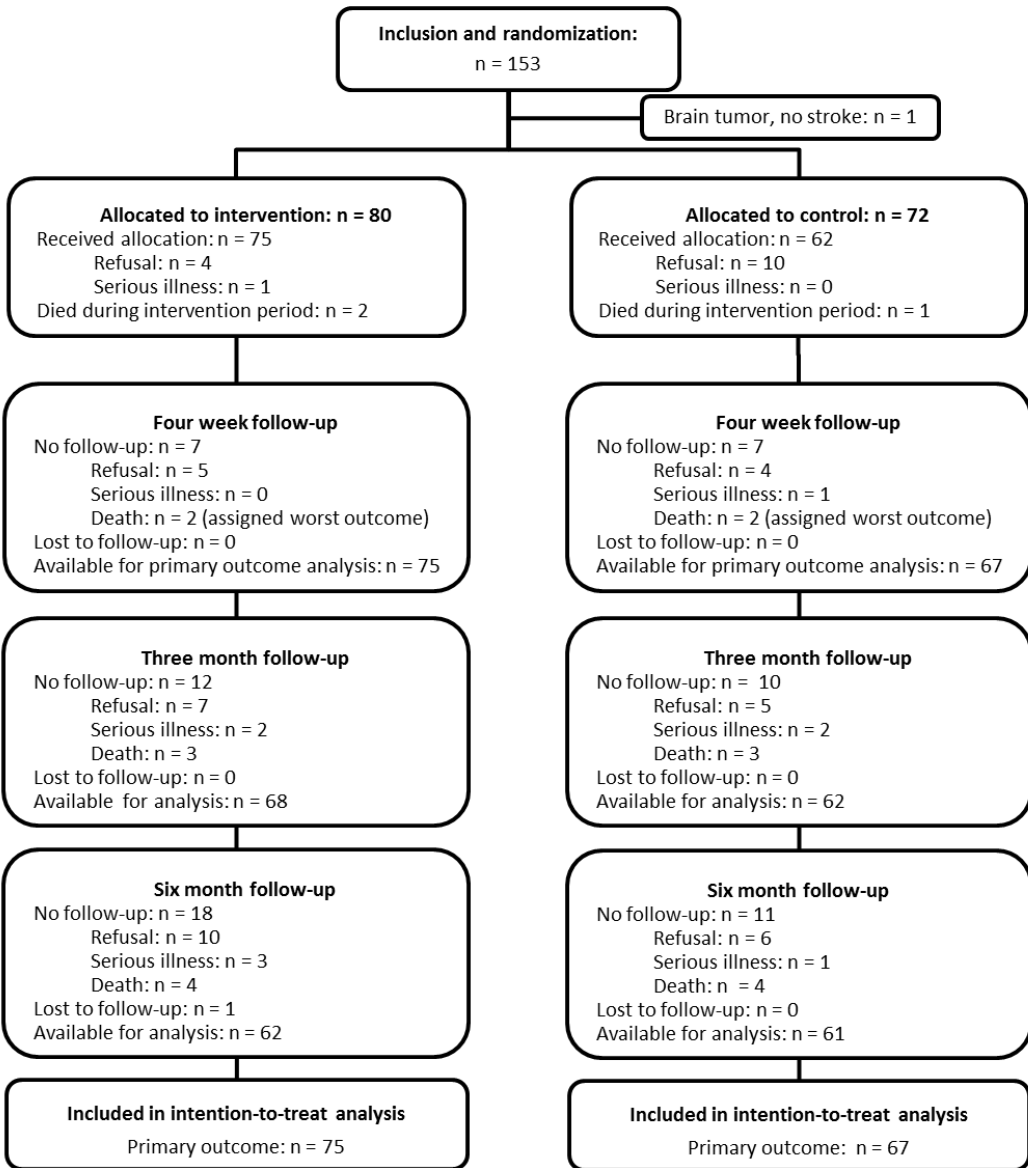 Inclusion and randomization:
n = 153
Brain tumor, no stroke: n = 1
Allocated to intervention: n = 80
Received allocation: n = 75
Refusal: n = 4
Serious illness: n = 1
Died during intervention period: n = 2
Allocated to control: n = 72
Received allocation: n = 62
Refusal: n = 10
Serious illness: n = 0
Died during intervention period: n = 1
Four week follow-up
No follow-up: n = 7
Refusal: n = 5
Serious illness: n = 0
Death: n = 2 (assigned worst outcome)
Lost to follow-up: n = 0
Available for primary outcome analysis: n = 75
Four week follow-up
No follow-up: n = 7
Refusal: n = 4
Serious illness: n = 1
Death: n = 2 (assigned worst outcome)
Lost to follow-up: n = 0
Available for primary outcome analysis: n = 67
Three month follow-up
No follow-up: n = 12
Refusal: n = 7
Serious illness: n = 2
Death: n = 3
Lost to follow-up: n = 0
Available for analysis: n = 68
Three month follow-up
No follow-up: n = 10
Refusal: n = 5
Serious illness: n = 2
Death: n = 3
Lost to follow-up: n = 0
Available for analysis: n = 62
Six month follow-up
No follow-up: n = 18
Refusal: n = 10
Serious illness: n = 3
Death: n = 4
Lost to follow-up: n = 1
Available for analysis: n = 62
Six month follow-up
No follow-up: n = 11
Refusal: n = 6
Serious illness: n = 1
Death: n = 4
Lost to follow-up: n = 0
Available for analysis: n = 61
Included in intention-to-treat analysis
Primary outcome: n = 75
Included in intention-to-treat analysis
Primary outcome: n = 67